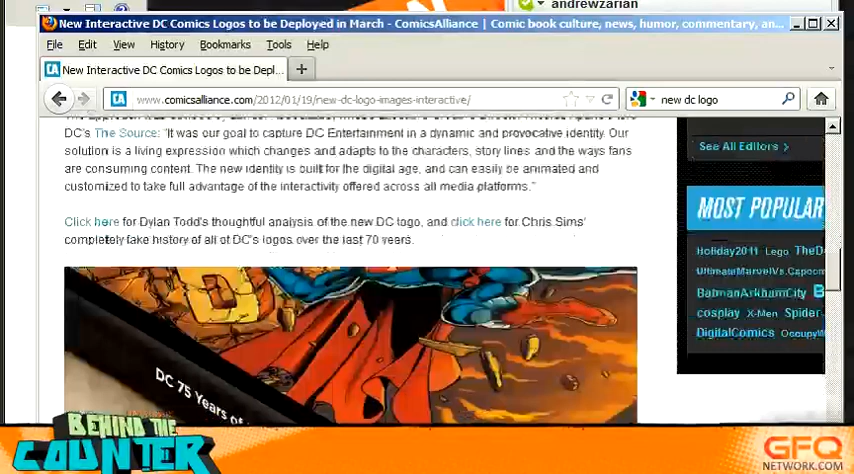 andrewzarian
New Interactive DC Comics Logos to be Deployed in March - ComicsAlliance | Comic book culture, news, humor, commentary, an...
File Edit View History Bookmarks Tools Help
New Interactive DC Comics Logos to be Depl...
www.comicsalliance.com/2012/01/19/new-dc-logo-images-interactive/
new dc logo
DC's The Source: "It was our goal to capture DC Entertainment in a dynamic and provocative identity. Our
solution is a living expression which changes and adapts to the characters, story lines and the ways fans
are consuming content. The new identity is built for the digital age, and can easily be animated and
customized to take full advantage of the interactivity offered across all media platforms."
Click here for Dylan Todd's thoughtful analysis of the new DC logo, and click here for Chris Sims'
completely fake history of all of DC's logos over the last 70 years.
See All Editors >
MOST POPULAR
Holiday2011 Lego TheD
UltimateMarvelVs.Capcom
BatmanArkhamCity B
cosplay X-Men Spider
DigitalComics OccupyW
DC 75 Years of
BEHIND THE
COUNTER
GFQ
NETWORK.COM